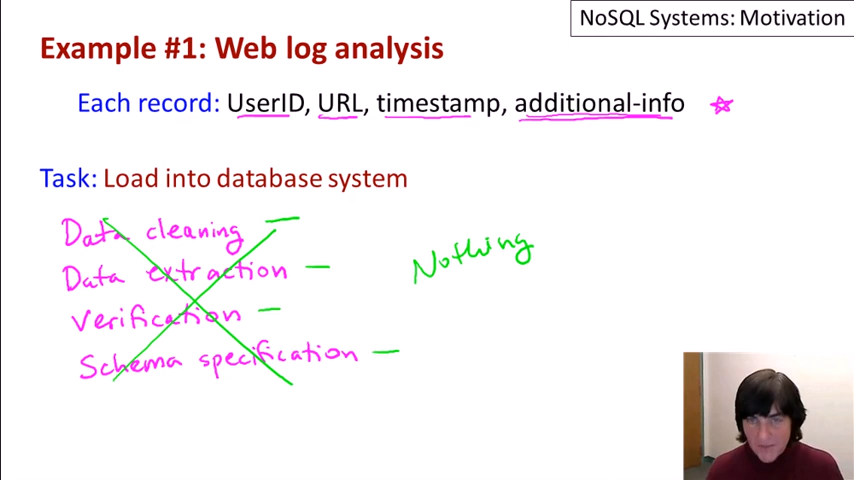 NoSQL Systems: Motivation
Example #1: Web log analysis
Each record: UserID, URL, timestamp, additional-info
Task: Load into database system
Data cleaning
Data extraction
Nothing
Verification
Schema specification